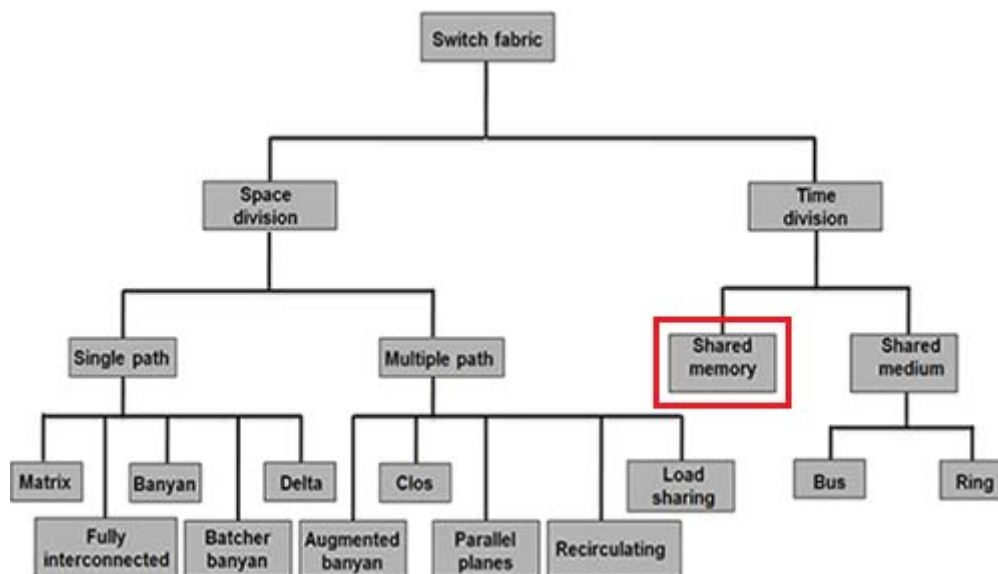 Switch fabric
Space
division
Time
division
Single path
Multiple path
Shared
memory
Shared
medium
Matrix
Banyan
Delta
Clos
Load
sharing
Bus
Ring
Fully
interconnected
Batcher
banyan
Augmented
banyan
Parallel
planes
Recirculating